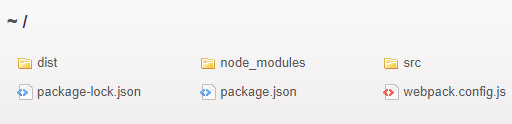 ~ /
dist node_modules src
package-lock.json package.json webpack.config.js